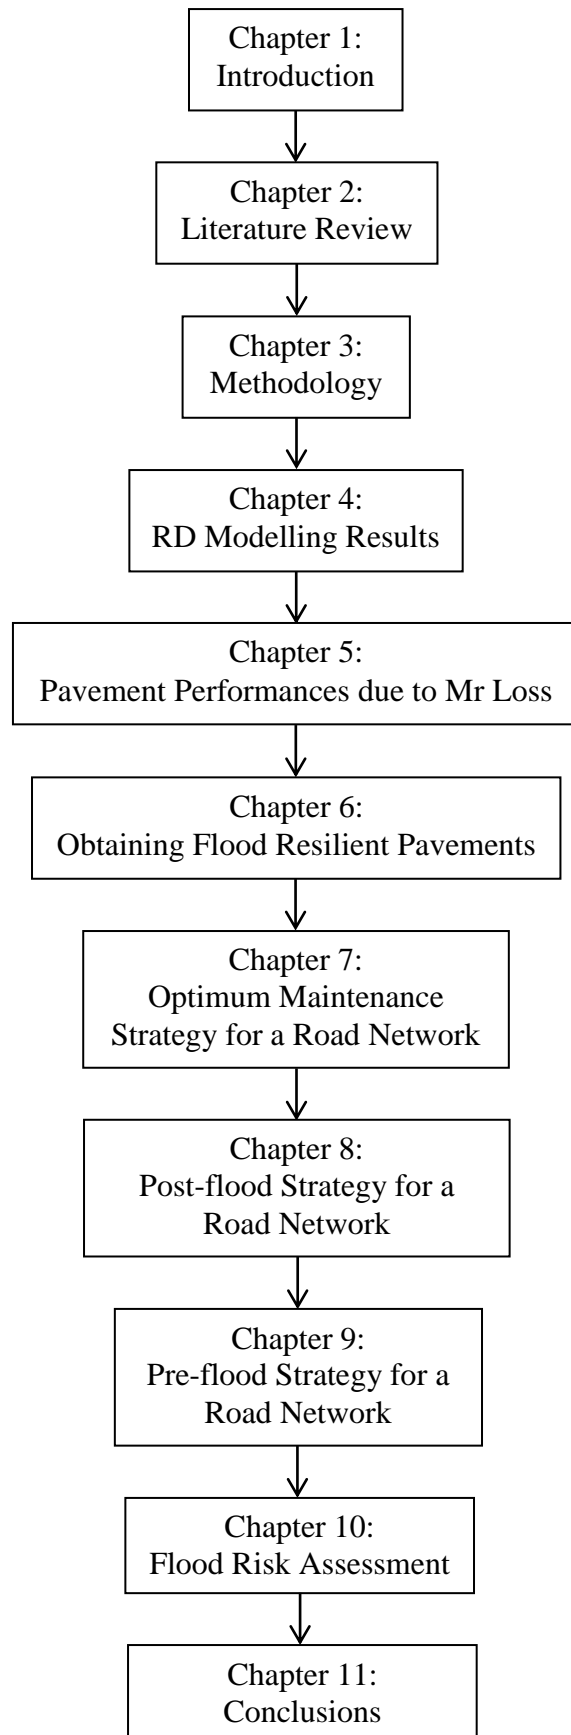 Chapter 1:
Introduction
Chapter 2:
Literature Review
Chapter 3:
Methodology
Chapter 4:
RD Modelling Results
Chapter 5:
Pavement Performances due to Mr Loss
Chapter 6:
Obtaining Flood Resilient Pavements
Chapter 7:
Optimum Maintenance
Strategy for a Road Network
Chapter 8:
Post-flood Strategy for a
Road Network
Chapter 9:
Pre-flood Strategy for a
Road Network
Chapter 10:
Flood Risk Assessment
Chapter 11:
Conclusions